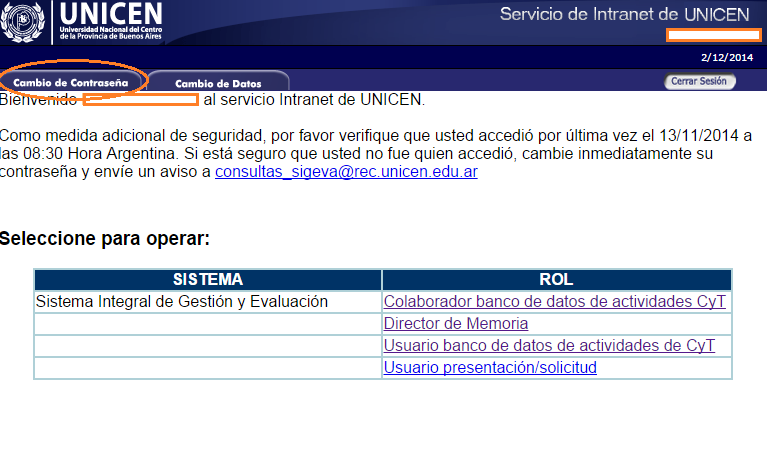 UNICEN
Universidad Nacional del Centro
de la Provincia de Buenos Aires
Servicio de Intranet de UNICEN
2/12/2014
Cambio de Contraseña
Cambio de Datos
Cerrar Sesión
Bienvenido al servicio Intranet de UNICEN.
Como medida adicional de seguridad, por favor verifique que usted accedió por última vez el 13/11/2014 a
las 08:30 Hora Argentina. Si está seguro que usted no fue quien accedió, cambie inmediatamente su
contraseña y envíe un aviso a consultas_sigeva@rec.unicen.edu.ar
Seleccione para operar:
SISTEMA ROL
Sistema Integral de Gestión y Evaluación Colaborador banco de datos de actividades CyT
Director de Memoria
Usuario banco de datos de actividades de CyT
Usuario presentación/solicitud